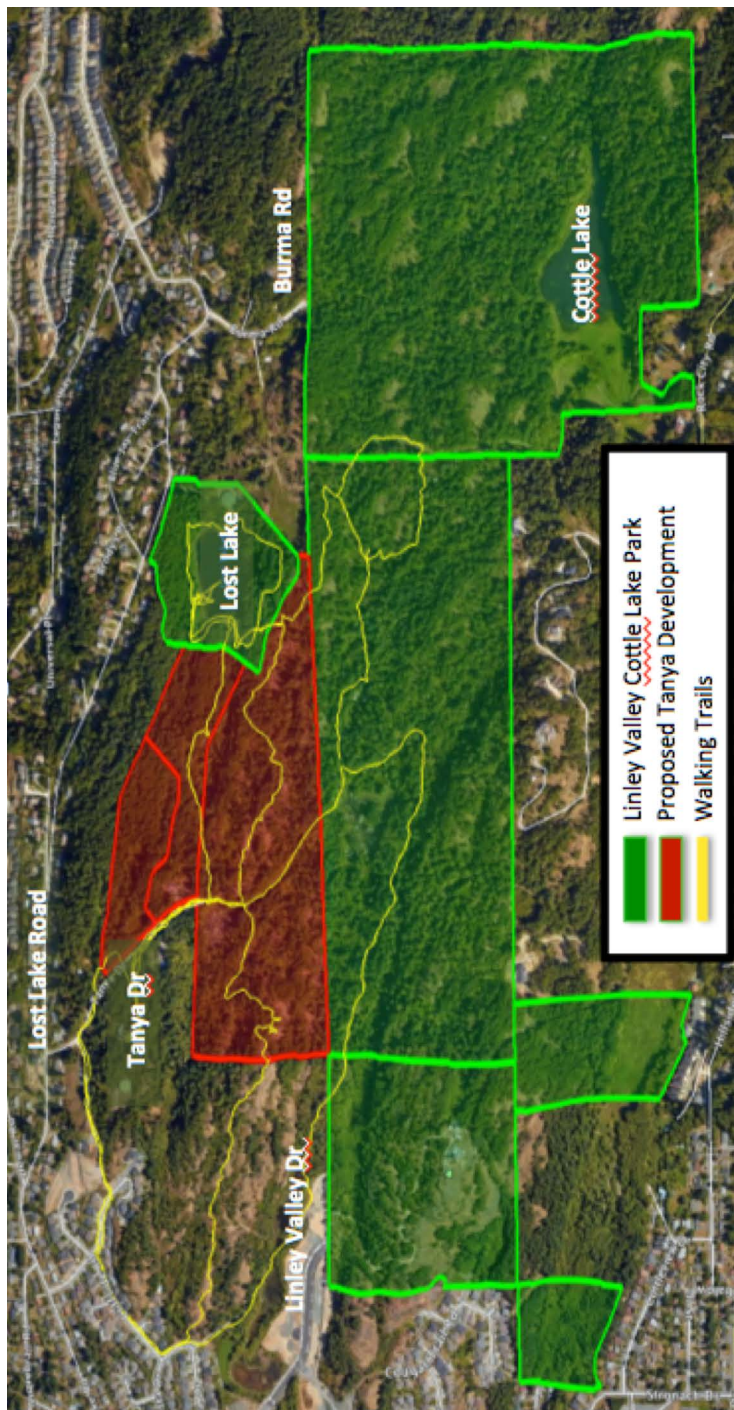 Lost Lake Road
Tanya Dr
Lost Lake
Burma Rd
Linley Valley Dr
Cottle Lake
Linley Valley Cottle Lake Park
Proposed Tanya Development
Walking Trails